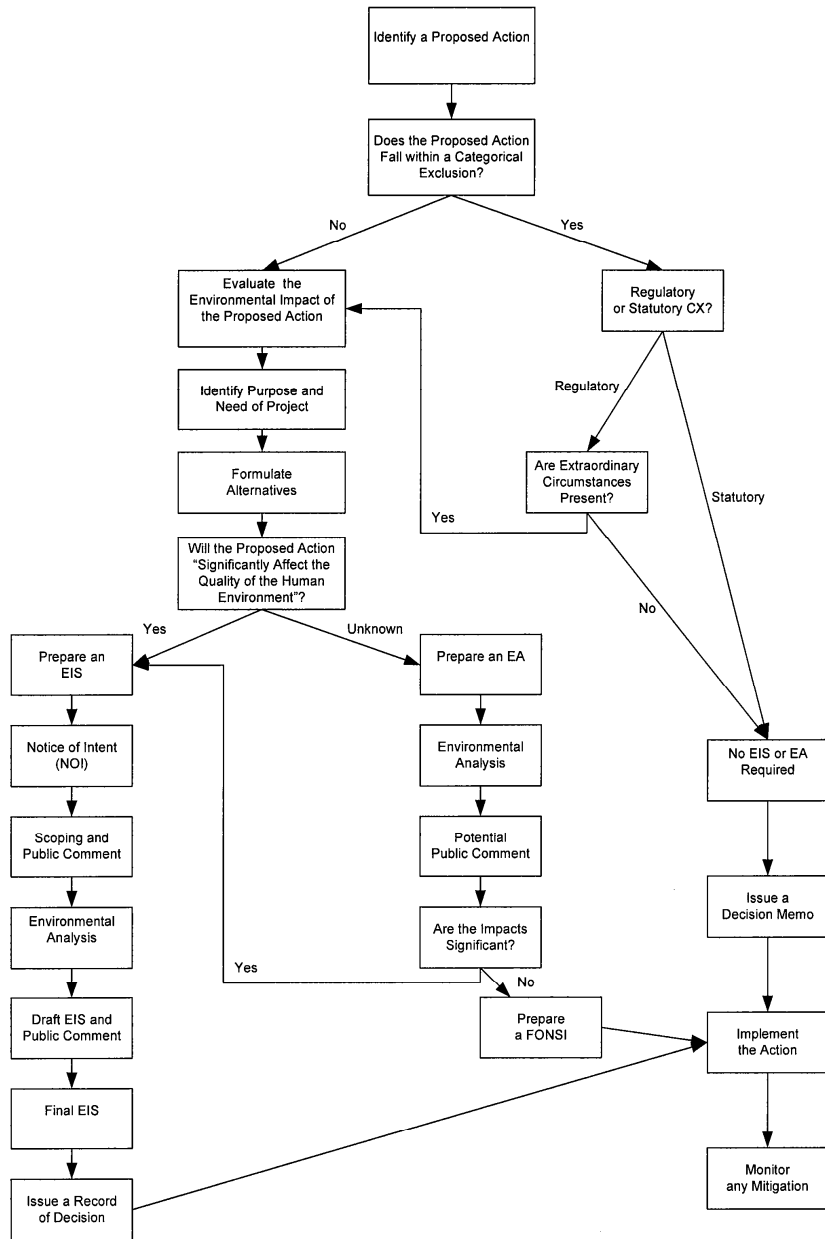 Identify a Proposed Action
Does the Proposed Action
Fall within a Categorical
Exclusion?
No
Yes
Evaluate the
Environmental Impact of
the Proposed Action
Regulatory
or Statutory CX?
Identify Purpose and
Need of Project
Regulatory
Formulate
Alternatives
Are Extraordinary
Circumstances
Present?
Statutory
Yes
Will the Proposed Action
“Significantly Affect the
Quality of the Human
Environment”?
No
Yes
Unknown
Prepare an
EIS
Prepare an EA
Notice of Intent
(NOI)
Environmental
Analysis
No EIS or EA
Required
Scoping and
Public Comment
Potential
Public Comment
Environmental
Analysis
Are the Impacts
Significant?
Issue a
Decision Memo
Yes
No
Draft EIS and
Public Comment
Prepare
a FONSI
Implement
the Action
Final EIS
Issue a Record
of Decision
Monitor
any Mitigation